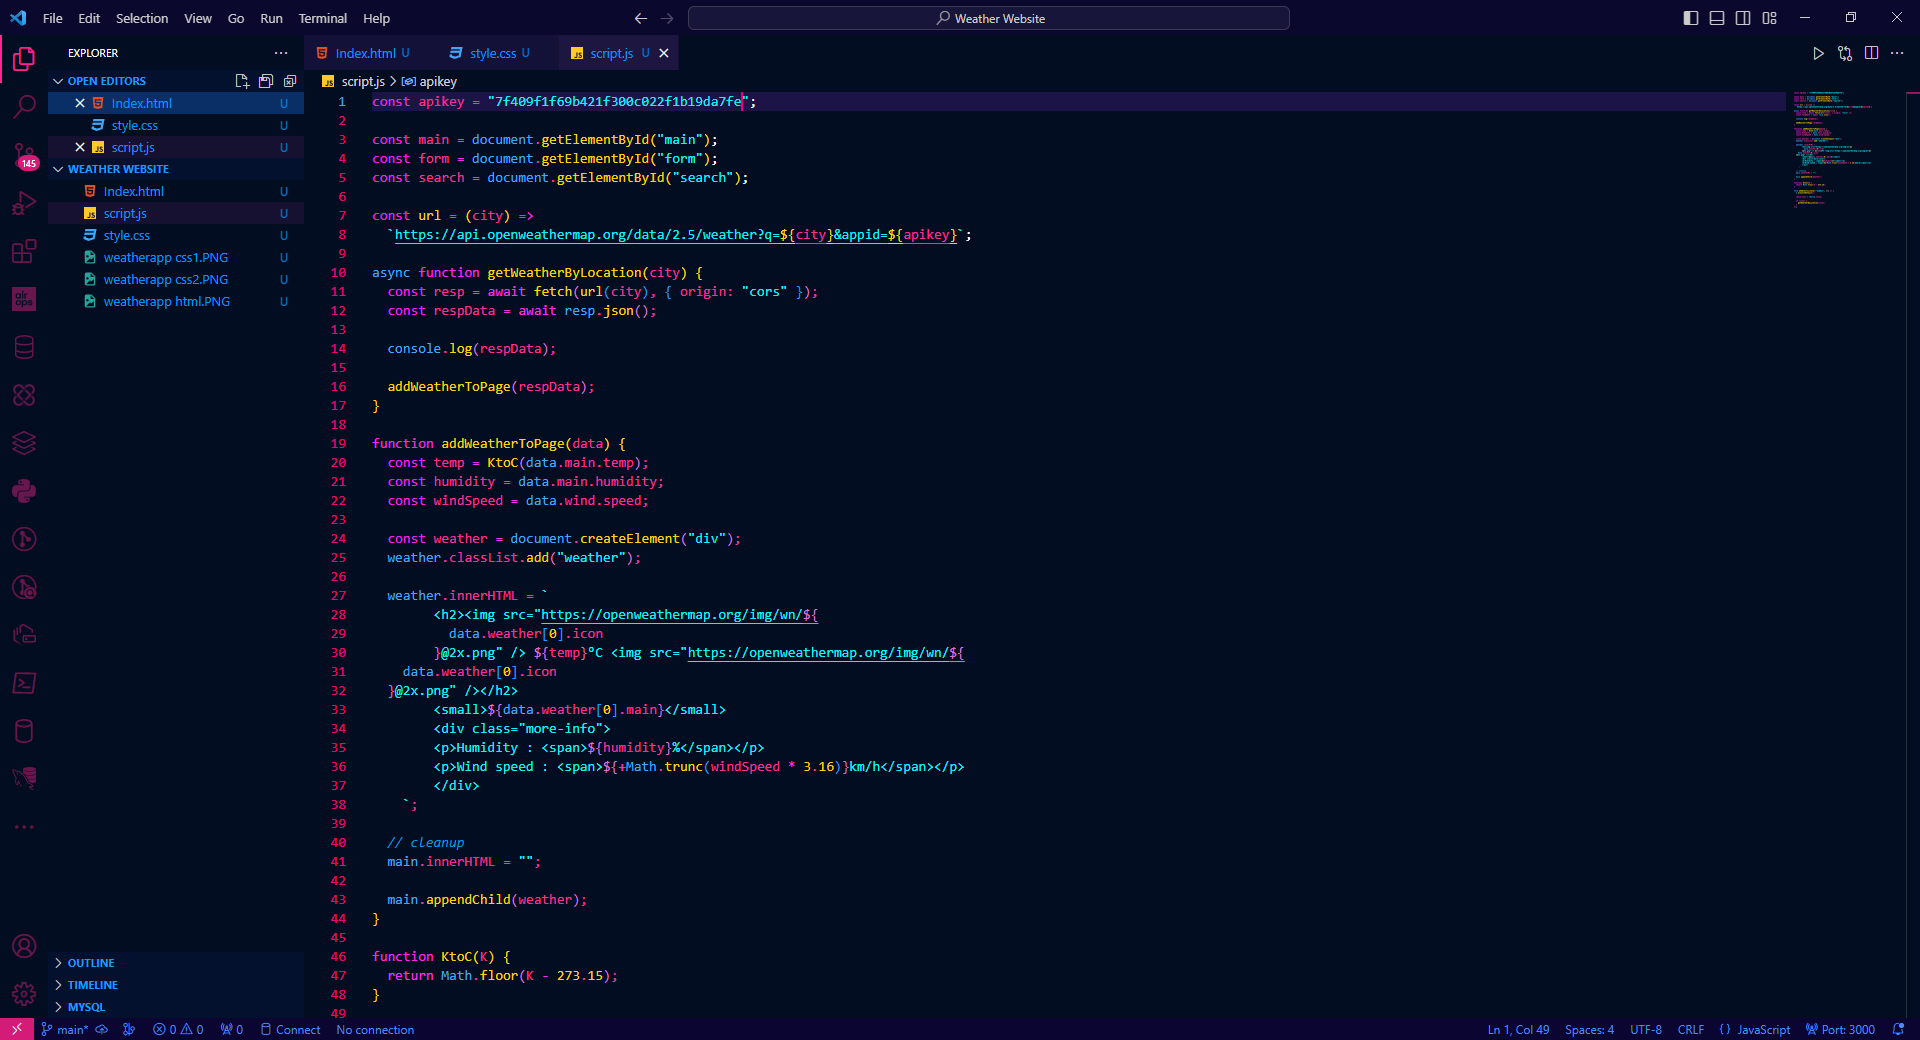 File Edit Selection View Go Run Terminal Help
Weather Website
EXPLORER
OPEN EDITORS
Index.html U
style.css U
script.js U
WEATHER WEBSITE
Index.html U
script.js U
style.css U
weatherapp css1.PNG U
weatherapp css2.PNG U
weatherapp html.PNG U
145
air
ops
OUTLINE
TIMELINE
MYSQL
Index.html U style.css U script.js U
script.js > apikey
1 const apikey = "7f409f1f69b421f300c022f1b19da7fe";
2
3 const main = document.getElementById("main");
4 const form = document.getElementById("form");
5 const search = document.getElementById("search");
6
7 const url = (city) =>
8 `https://api.openweathermap.org/data/2.5/weather?q=${city}&appid=${apikey}`;
9
10 async function getWeatherByLocation(city) {
11 const resp = await fetch(url(city), { origin: "cors" });
12 const respData = await resp.json();
13
14 console.log(respData);
15
16 addWeatherToPage(respData);
17 }
18
19 function addWeatherToPage(data) {
20 const temp = KtoC(data.main.temp);
21 const humidity = data.main.humidity;
22 const windSpeed = data.wind.speed;
23
24 const weather = document.createElement("div");
25 weather.classList.add("weather");
26
27 weather.innerHTML = `
28 <h2><img src="https://openweathermap.org/img/wn/${
29 data.weather[0].icon
30 }@2x.png" /> ${temp}°C <img src="https://openweathermap.org/img/wn/${
31 data.weather[0].icon
32 }@2x.png" /></h2>
33 <small>${data.weather[0].main}</small>
34 <div class="more-info">
35 <p>Humidity : <span>${humidity}%</span></p>
36 <p>Wind speed : <span>${+Math.trunc(windSpeed * 3.16)}km/h</span></p>
37 </div>
38 `;
39
40 // cleanup
41 main.innerHTML = "";
42
43 main.appendChild(weather);
44 }
45
46 function KtoC(K) {
47 return Math.floor(K - 273.15);
48 }
49
main* 0 0 0 Connect No connection Ln 1, Col 49 Spaces: 4 UTF-8 CRLF {} JavaScript Port: 3000